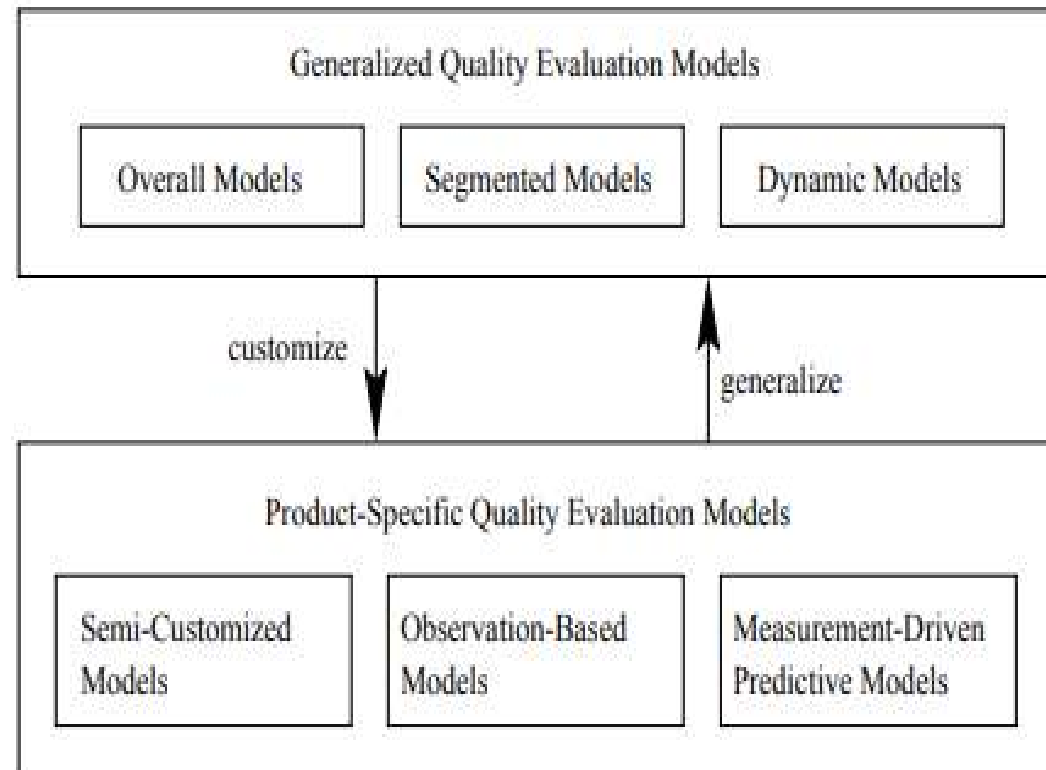 Generalized Quality Evaluation Models
Overall Models
Segmented Models
Dynamic Models
customize
generalize
Product-Specific Quality Evaluation Models
Semi-Customized
Models
Observation-Based
Models
Measurement-Driven
Predictive Models